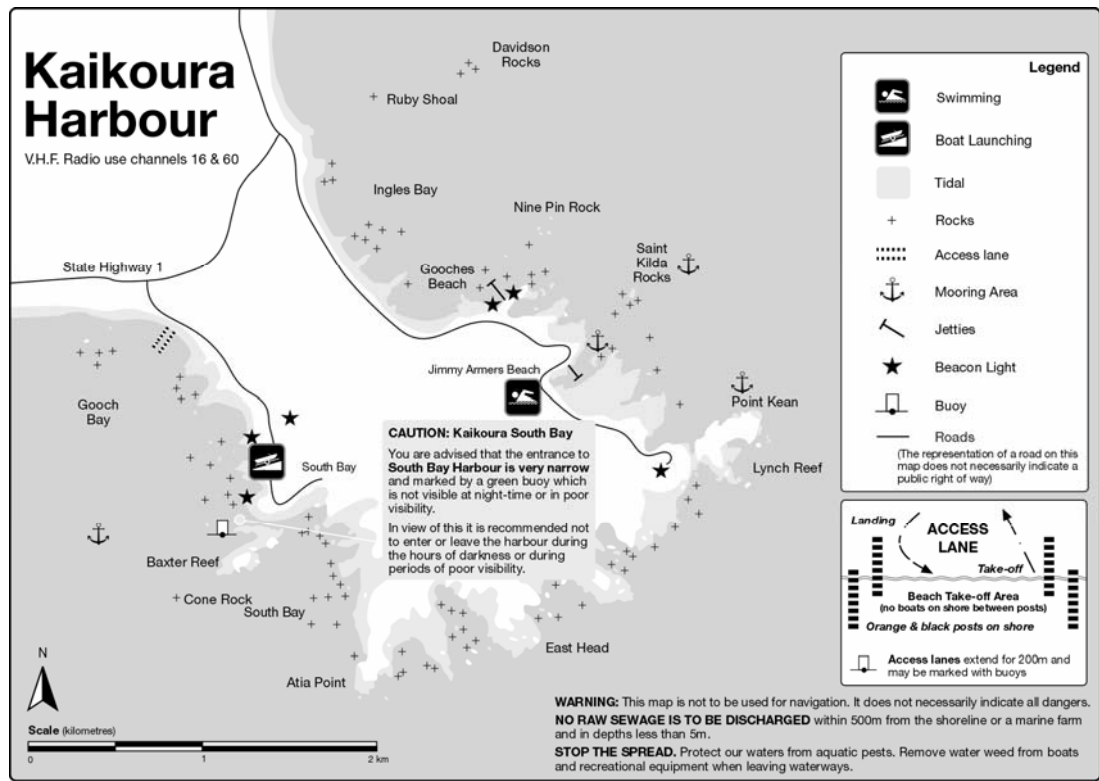 Kaikoura
Harbour
V.H.F. Radio use channels 16 & 60
Davidson
Rocks
Ruby Shoal
Ingles Bay
Nine Pin Rock
Saint
Kilda
Rocks
State Highway 1
Gooches
Beach
Jimmy Armers Beach
Point Kean
Gooch
Bay
Lynch Reef
South Bay
CAUTION: Kaikoura South Bay
You are advised that the entrance to
South Bay Harbour is very narrow
and marked by a green buoy which
is not visible at night-time or in poor
visibility.
In view of this it is recommended not
to enter or leave the harbour during
the hours of darkness or during
periods of poor visibility.
Baxter Reef
Cone Rock
South Bay
East Head
Atia Point
N
Scale (kilometres)
0 1 2 km
Legend
Swimming
Boat Launching
Tidal
Rocks
Access lane
Mooring Area
Jetties
Beacon Light
Buoy
Roads
(The representation of a road on this
map does not necessarily indicate a
public right of way)
Landing
ACCESS
LANE
Take-off
Beach Take-off Area
(no boats on shore between posts)
Orange & black posts on shore
Access lanes extend for 200m and
may be marked with buoys
WARNING: This map is not to be used for navigation. It does not necessarily indicate all dangers.
NO RAW SEWAGE IS TO BE DISCHARGED within 500m from the shoreline or a marine farm
and in depths less than 5m.
STOP THE SPREAD. Protect our waters from aquatic pests. Remove water weed from boats
and recreational equipment when leaving waterways.